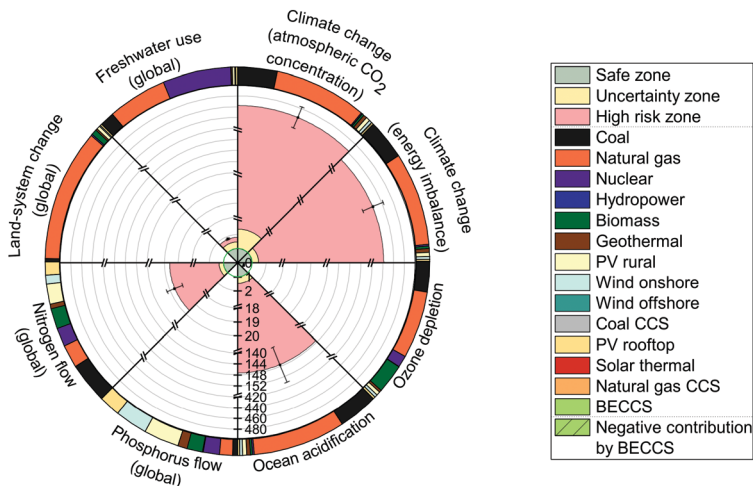 Climate change
(atmospheric CO2
concentration)
Climate change
(energy imbalance)
Ozone depletion
Ocean acidification
Phosphorus flow
(global)
Nitrogen flow
(global)
Land-system change
(global)
Freshwater use
(global)
0
2
18
19
20
140
144
148
152
420
440
460
480
Safe zone
Uncertainty zone
High risk zone
Coal
Natural gas
Nuclear
Hydropower
Biomass
Geothermal
PV rural
Wind onshore
Wind offshore
Coal CCS
PV rooftop
Solar thermal
Natural gas CCS
BECCS
Negative contribution
by BECCS